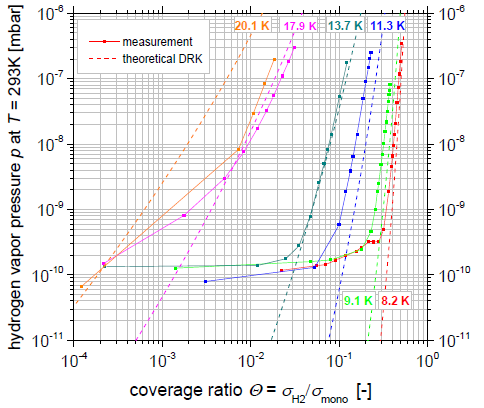 10⁻⁶
10⁻⁷
10⁻⁸
10⁻⁹
10⁻¹⁰
10⁻¹¹
hydrogen vapor pressure p at T = 293K [mbar]
measurement
theoretical DRK
20.1 K
17.9 K
13.7 K
11.3 K
9.1 K
8.2 K
10⁻⁶
10⁻⁷
10⁻⁸
10⁻⁹
10⁻¹⁰
10⁻¹¹
10⁻⁴
10⁻³
10⁻²
10⁻¹
10⁰
coverage ratio Θ = σH2/σmono [-]